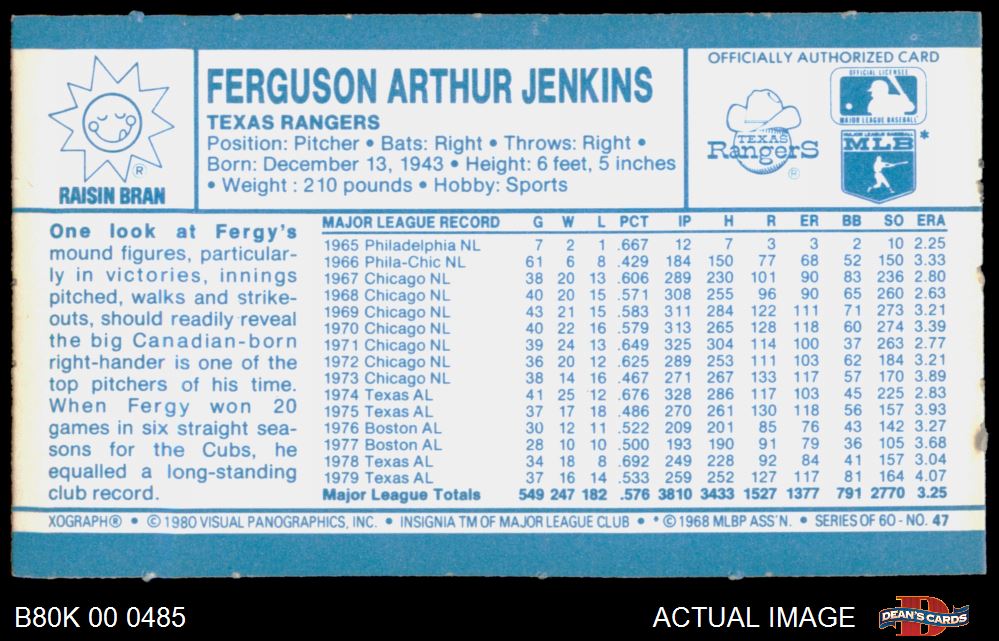 RAISIN BRAN
®
FERGUSON ARTHUR JENKINS
TEXAS RANGERS
Position: Pitcher • Bats: Right • Throws: Right •
Born: December 13, 1943 • Height: 6 feet, 5 inches
• Weight : 210 pounds • Hobby: Sports
OFFICIALLY AUTHORIZED CARD
TEXAS
Rangers
®
OFFICIAL LICENSEE
MAJOR LEAGUE BASEBALL
MAJOR LEAGUE BASEBALL
MLB *
One look at Fergy's
mound figures, particular-
ly in victories, innings
pitched, walks and strike-
outs, should readily reveal
the big Canadian-born
right-hander is one of the
top pitchers of his time.
When Fergy won 20
games in six straight sea-
sons for the Cubs, he
equalled a long-standing
club record.
MAJOR LEAGUE RECORD G W L PCT IP H R ER BB SO ERA
1965 Philadelphia NL 7 2 1 .667 12 7 3 3 2 10 2.25
1966 Phila-Chic NL 61 6 8 .429 184 150 77 68 52 150 3.33
1967 Chicago NL 38 20 13 .606 289 230 101 90 83 236 2.80
1968 Chicago NL 40 20 15 .571 308 255 96 90 65 260 2.63
1969 Chicago NL 43 21 15 .583 311 284 122 111 71 273 3.21
1970 Chicago NL 40 22 16 .579 313 265 128 118 60 274 3.39
1971 Chicago NL 39 24 13 .649 325 304 114 100 37 263 2.77
1972 Chicago NL 36 20 12 .625 289 253 111 103 62 184 3.21
1973 Chicago NL 38 14 16 .467 271 267 133 117 57 170 3.89
1974 Texas AL 41 25 12 .676 328 286 117 103 45 225 2.83
1975 Texas AL 37 17 18 .486 270 261 130 118 56 157 3.93
1976 Boston AL 30 12 11 .522 209 201 85 76 43 142 3.27
1977 Boston AL 28 10 10 .500 193 190 91 79 36 105 3.68
1978 Texas AL 34 18 8 .692 249 228 92 84 41 157 3.04
1979 Texas AL 37 16 14 .533 259 252 127 117 81 164 4.07
Major League Totals 549 247 182 .576 3810 3433 1527 1377 791 2770 3.25
XOGRAPH® • © 1980 VISUAL PANOGRAPHICS, INC. • INSIGNIA TM OF MAJOR LEAGUE CLUB • * © 1968 MLBP ASS'N. • SERIES OF 60 - NO. 47
B80K 00 0485
ACTUAL IMAGE
DEAN'S CARDS